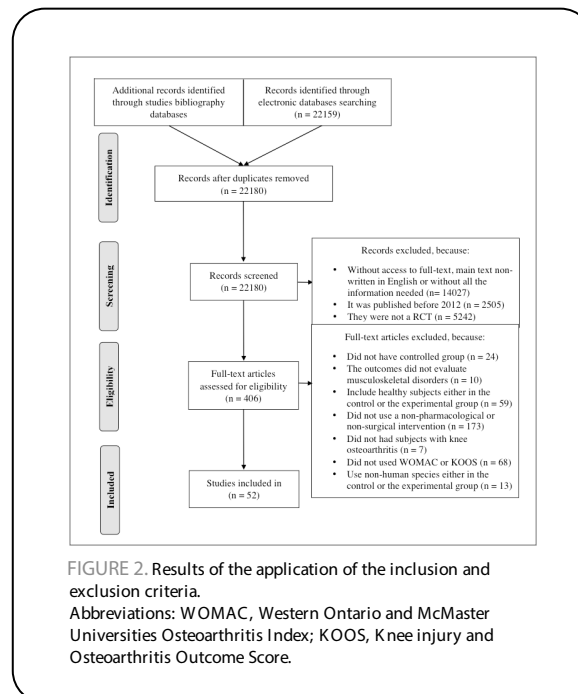 Additional records identified
through studies bibliography
databases
Records identified through
electronic databases searching
(n = 22159)
Identification
Records after duplicates removed
(n = 22180)
Screening
Records screened
(n = 22180)
Records excluded, because:
• Without access to full-text, main text non-
written in English or without all the
information needed (n= 14027)
• It was published before 2012 (n = 2505)
• They were not a RCT (n = 5242)
Eligibility
Full-text articles
assessed for eligibility
(n = 406)
Full-text articles excluded, because:
• Did not have controlled group (n = 24)
• The outcomes did not evaluate
musculoskeletal disorders (n = 10)
• Include healthy subjects either in the
control or the experimental group (n = 59)
• Did not use a non-pharmacological or
non-surgical intervention (n = 173)
• Did not had subjects with knee
osteoarthritis (n = 7)
• Did not used WOMAC or KOOS (n = 68)
• Use non-human species either in the
control or the experimental group (n = 13)
Included
Studies included in
(n = 52)
FIGURE 2. Results of the application of the inclusion and
exclusion criteria.
Abbreviations: WOMAC, Western Ontario and McMaster
Universities Osteoarthritis Index; KOOS, Knee injury and
Osteoarthritis Outcome Score.